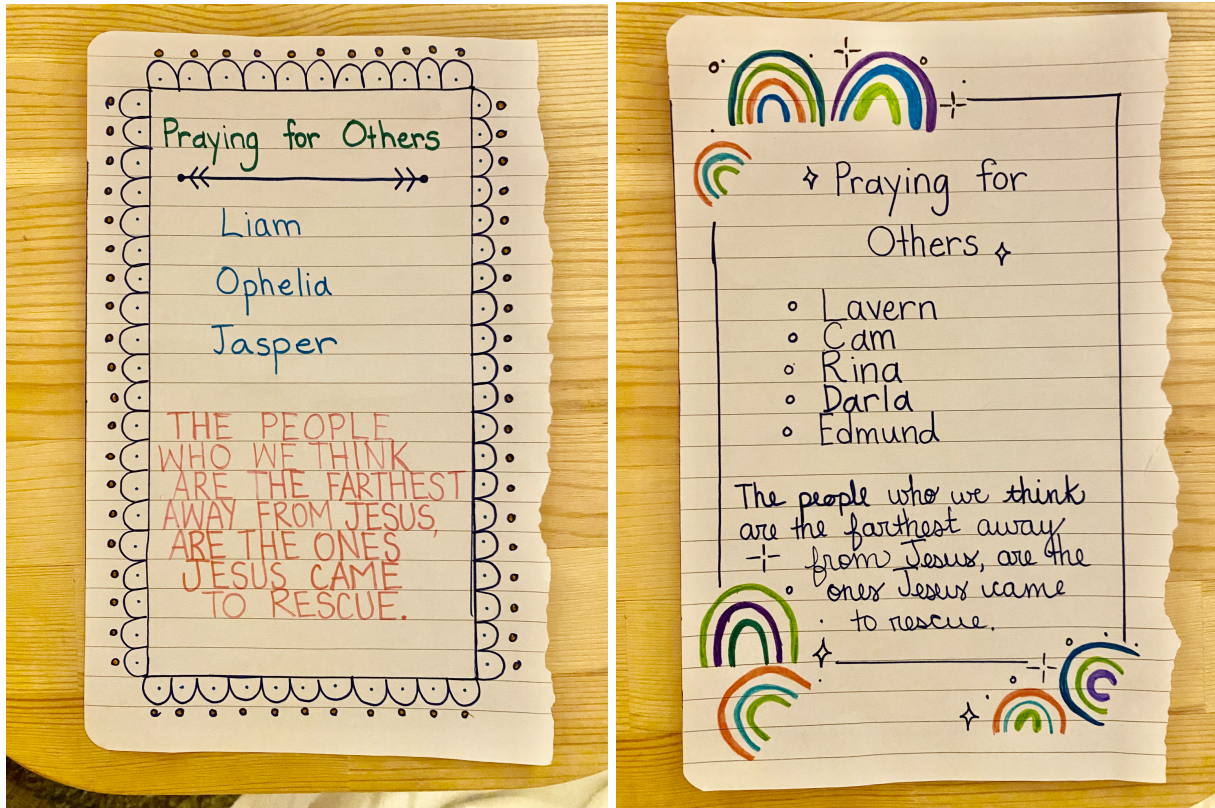 Praying for Others
Liam
Ophelia
Jasper
THE PEOPLE
WHO WE THINK
ARE THE FARTHEST
AWAY FROM JESUS,
ARE THE ONES
JESUS CAME
TO RESCUE.
Praying for
Others
Lavern
Cam
Rina
Darla
Edmund
The people who we think
are the farthest away
from Jesus, are the
ones Jesus came
to rescue.